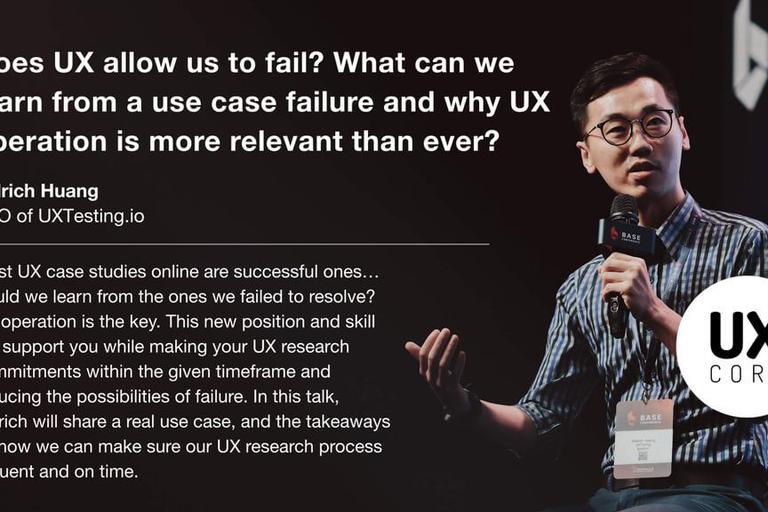 oes UX allow us to fail? What can we
arn from a use case failure and why UX
peration is more relevant than ever?
rich Huang
O of UXTesting.io
st UX case studies online are successful ones...
uld we learn from the ones we failed to resolve?
operation is the key. This new position and skill
support you while making your UX research
mmitments within the given timeframe and
ucing the possibilities of failure. In this talk,
rich will share a real use case, and the takeaways
now we can make sure our UX research process
uent and on time.
BASE
CONFERENCE
UX
COR
BASE
CONFERENCE